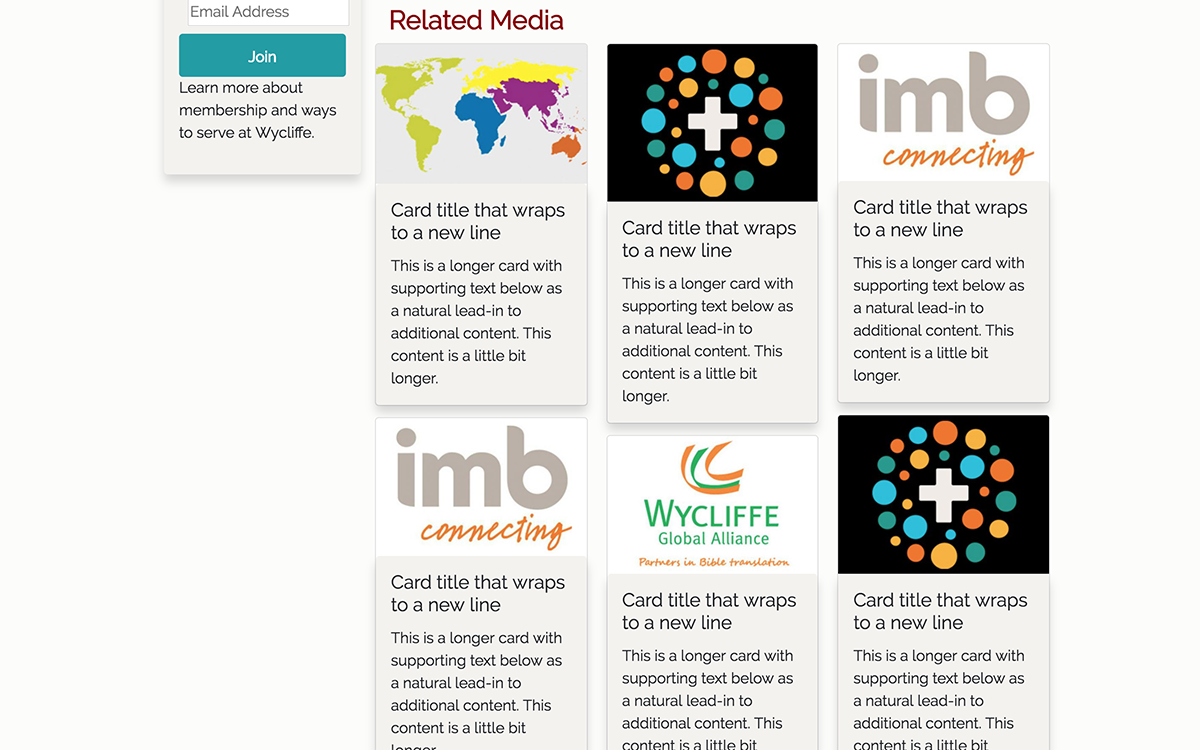 Email Address
Join
Learn more about
membership and ways
to serve at Wycliffe.
Related Media
Card title that wraps
to a new line
This is a longer card with
supporting text below as
a natural lead-in to
additional content. This
content is a little bit
longer.
imb
connecting
Card title that wraps
to a new line
This is a longer card with
supporting text below as
a natural lead-in to
additional content. This
content is a little bit
longer.
Card title that wraps
to a new line
This is a longer card with
supporting text below as
a natural lead-in to
additional content. This
content is a little bit
WYCLIFFE
Global Alliance
Partners in Bible translation
Card title that wraps
to a new line
This is a longer card with
supporting text below as
a natural lead-in to
additional content. This
content is a little bit
imb
connecting
Card title that wraps
to a new line
This is a longer card with
supporting text below as
a natural lead-in to
additional content. This
content is a little bit
longer.
Card title that wraps
to a new line
This is a longer card with
supporting text below as
a natural lead-in to
additional content. This
content is a little bit